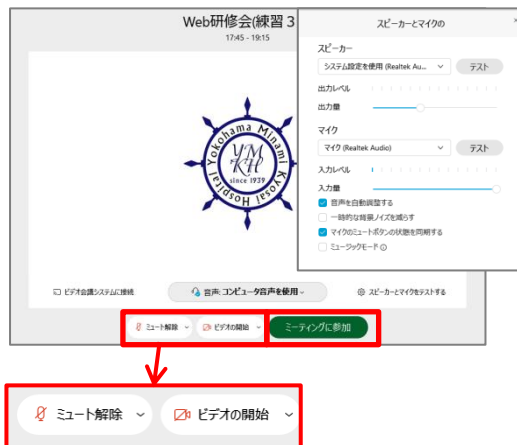 Web研修会(練習３
17:45 - 19:15
Yokohama Minami Kyosai Hospital
YM
KH
since 1939
ビデオ会議システムに接続
音声: コンピュータ音声を使用
スピーカーとマイクをテストする
ミュート解除
ビデオの開始
ミーティングに参加
スピーカーとマイクの
スピーカー
システム設定を使用 (Realtek Au...
テスト
出力レベル
出力量
マイク
マイク (Realtek Audio)
テスト
入力レベル
入力量
音声を自動調整する
一時的な背景ノイズを減らす
マイクのミュートボタンの状態を同期する
ミュージックモード
ミュート解除
ビデオの開始